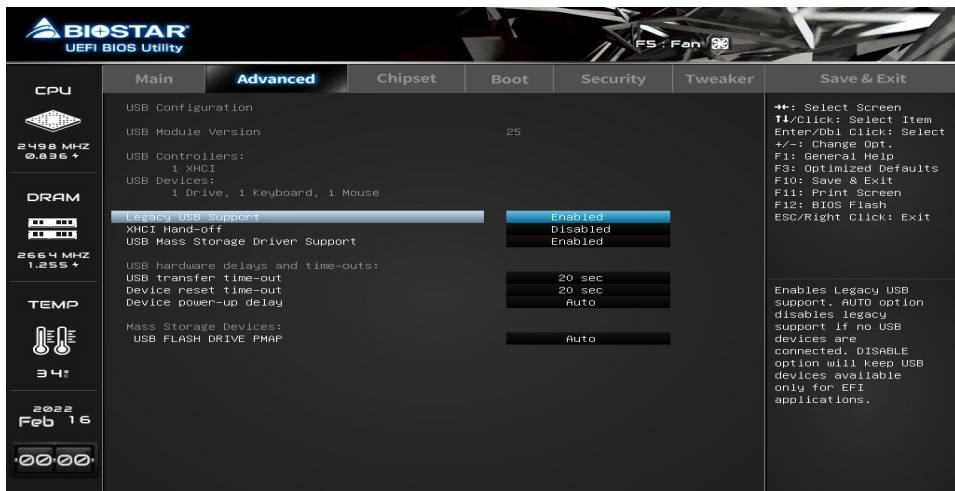 BIOSTAR
UEFI BIOS Utility
F5 : Fan
Main Advanced Chipset Boot Security Tweaker Save & Exit
CPU
2498 MHZ
0.836
DRAM
2664 MHZ
1.255
TEMP
34
2022
Feb 16
00:00
USB Configuration
USB Module Version 25
USB Controllers:
1 XHCI
USB Devices:
1 Drive, 1 Keyboard, 1 Mouse
Legacy USB Support Enabled
XHCI Hand-off Disabled
USB Mass Storage Driver Support Enabled
USB hardware delays and time-outs:
USB transfer time-out 20 sec
Device reset time-out 20 sec
Device power-up delay Auto
Mass Storage Devices:
USB FLASH DRIVE PMAP Auto
→←: Select Screen
↑↓/Click: Select Item
Enter/Dbl Click: Select
+/-: Change Opt.
F1: General Help
F3: Optimized Defaults
F10: Save & Exit
F11: Print Screen
F12: BIOS Flash
ESC/Right Click: Exit
Enables Legacy USB
support. AUTO option
disables legacy
support if no USB
devices are
connected. DISABLE
option will keep USB
devices available
only for EFI
applications.